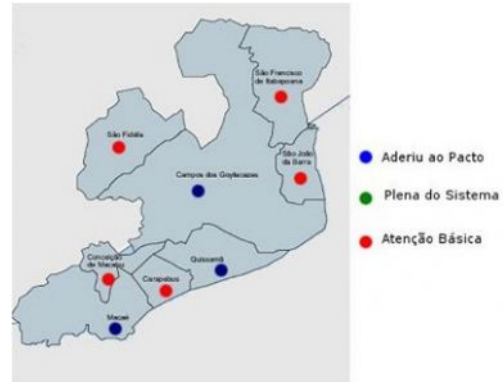 São Francisco
de Itabapoana
São Fidélis
São João
da Barra
Campos dos Goytacazes
Conceição
de Macabu
Quissamã
Carapebus
Macaé
Aderiu ao Pacto
Plena do Sistema
Atenção Básica